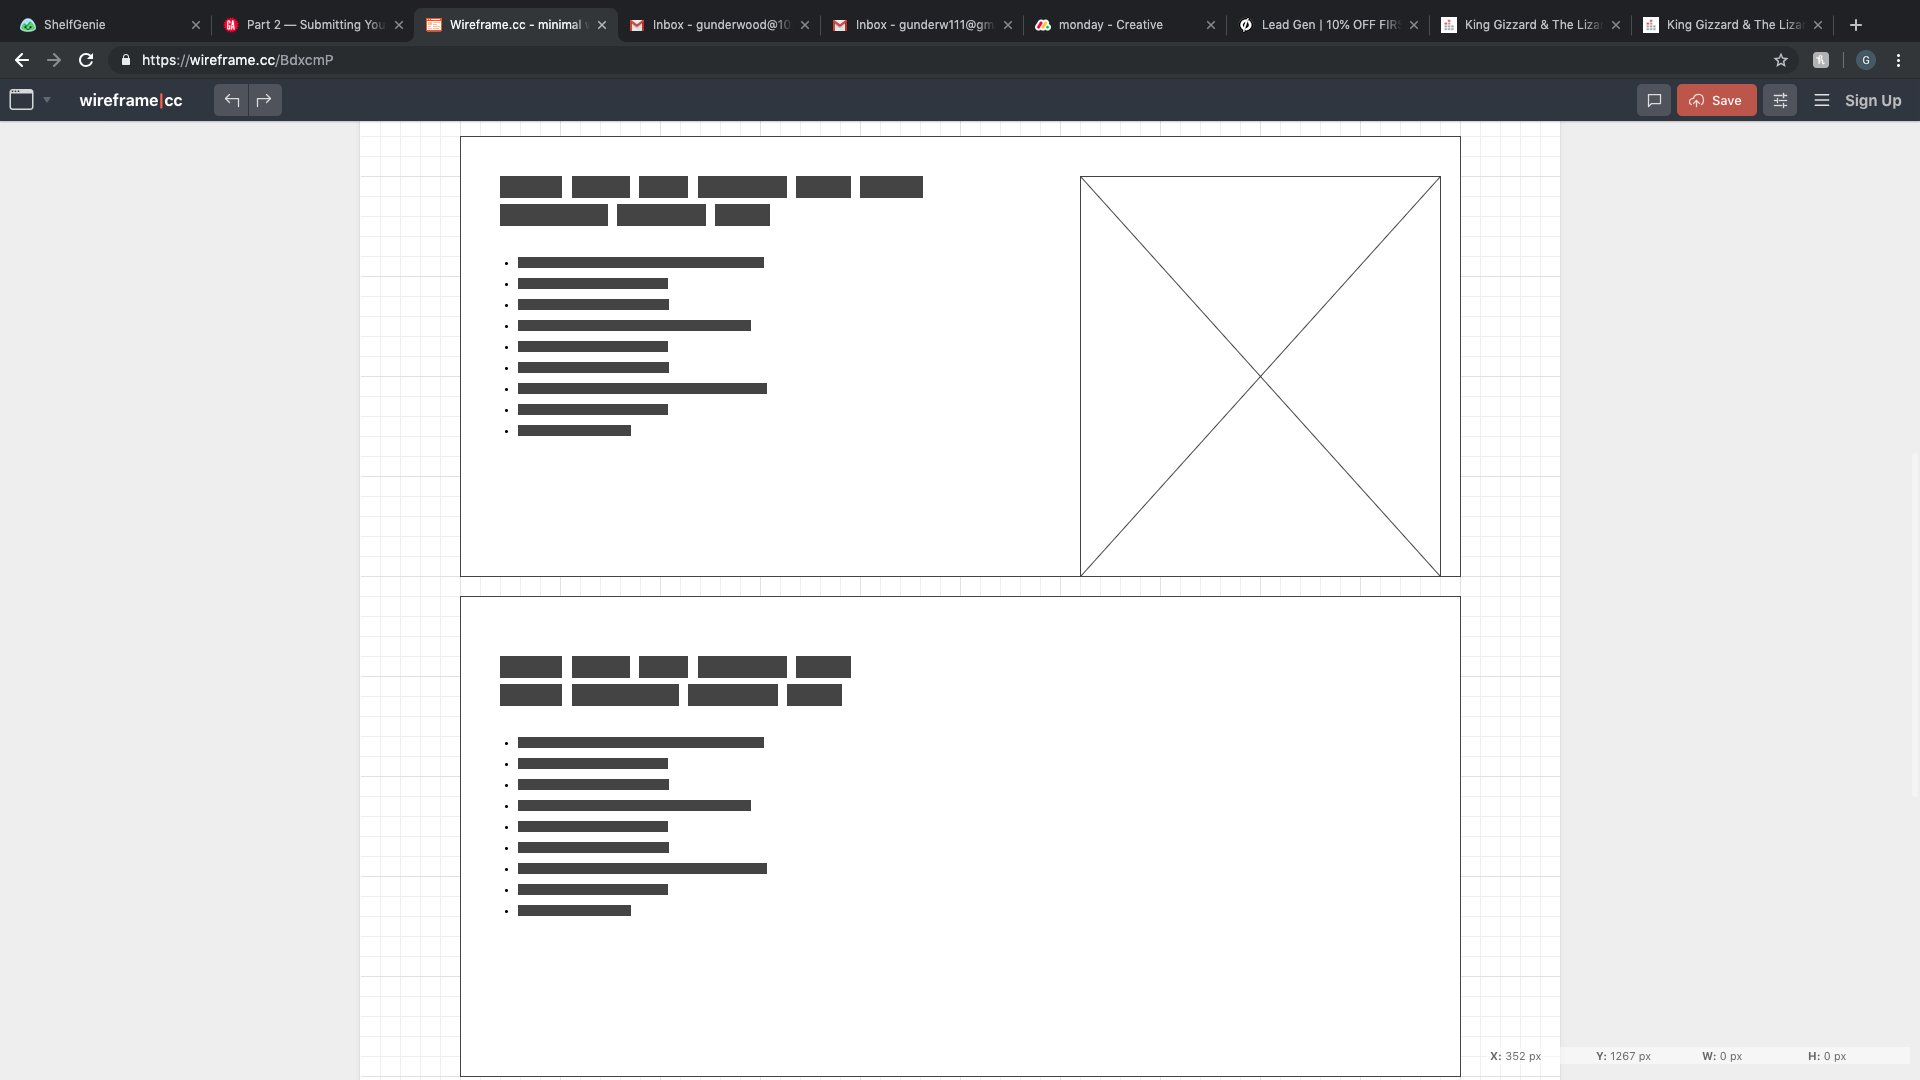 ShelfGenie
Part 2 — Submitting You
Wireframe.cc - minimal
Inbox - gunderwood@10
Inbox - gunderw111@gm
monday - Creative
Lead Gen | 10% OFF FIR
King Gizzard & The Liza
King Gizzard & The Liza
https://wireframe.cc/BdxcmP
G
wireframe|cc
Save
Sign Up
X: 352 px Y: 1267 px W: 0 px H: 0 px